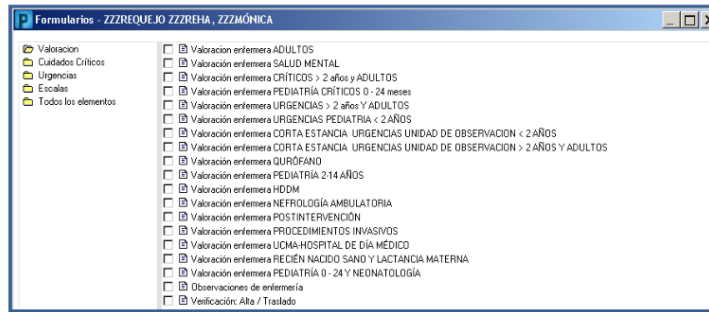 Formularios - ZZZREQUEJO ZZZREHA, ZZZMÓNICA
Valoracion
Cuidados Críticos
Urgencias
Escalas
Todos los elementos
Valoracion enfermera ADULTOS
Valoración enfermera SALUD MENTAL
Valoración enfermera CRÍTICOS > 2 años y ADULTOS
Valoración enfermera PEDIATRÍA CRÍTICOS 0 - 24 meses
Valoración enfermera URGENCIAS > 2 años Y ADULTOS
Valoración enfermera URGENCIAS PEDIATRIA < 2 AÑOS
Valoración enfermera CORTA ESTANCIA URGENCIAS UNIDAD DE OBSERVACION < 2 AÑOS
Valoración enfermera CORTA ESTANCIA URGENCIAS UNIDAD DE OBSERVACION > 2 AÑOS Y ADULTOS
Valoración enfermera QURÓFANO
Valoración enfermera PEDIATRÍA 2-14 AÑOS
Valoración enfermera HDDM
Valoración enfermera NEFROLOGÍA AMBULATORIA
Valoración enfermera POSTINTERVENCIÓN
Valoración enfermera PROCEDIMIENTOS INVASIVOS
Valoración enfermera UCMA-HOSPITAL DE DÍA MÉDICO
Valoración enfermera RECIÉN NACIDO SANO Y LACTANCIA MATERNA
Valoración enfermera PEDIATRÍA 0 - 24 Y NEONATOLOGÍA
Observaciones de enfermería
Verificación: Alta / Traslado